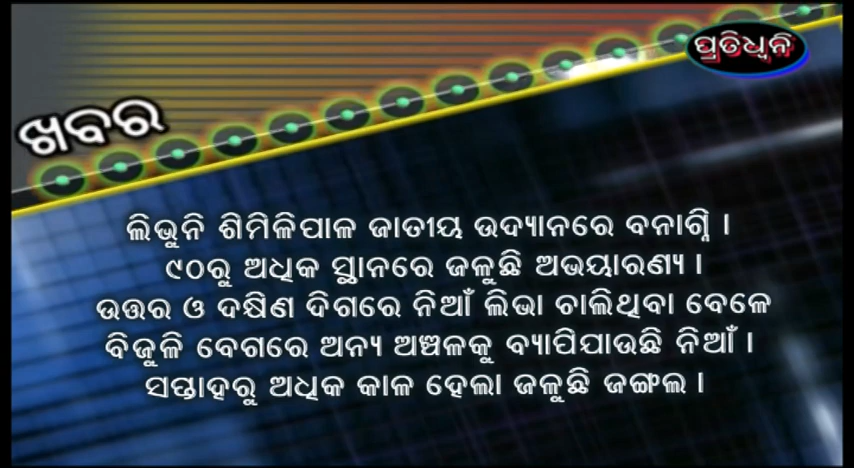 ପ୍ରତିଧ୍ୱନି
ଖବର
ଲିଭୁନି ଶିମିଳିପାଳ ଜାତୀୟ ଉଦ୍ୟାନରେ ବନାଗ୍ନି ।
୯୦ରୁ ଅଧିକ ସ୍ଥାନରେ ଜଳୁଛି ଅଭୟାରଣ୍ୟ ।
ଉତ୍ତର ଓ ଦକ୍ଷିଣ ଦିଗରେ ନିଆଁ ଲିଭା ଚାଲିଥିବା ବେଳେ
ବିଜୁଳି ବେଗରେ ଅନ୍ୟ ଅଞ୍ଚଳକୁ ବ୍ୟାପିଯାଉଛି ନିଆଁ ।
ସପ୍ତାହରୁ ଅଧିକ କାଳ ହେଲା ଜଳୁଛି ଜଙ୍ଗଲ ।